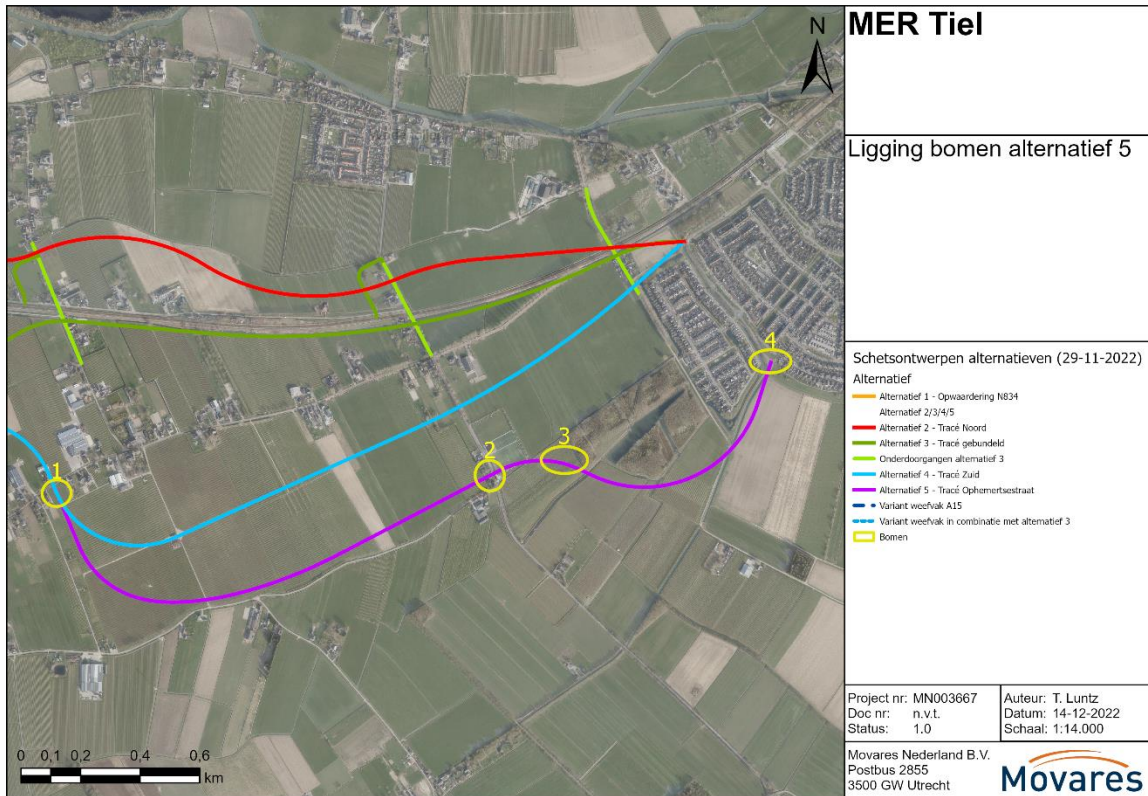 MER Tiel
Ligging bomen alternatief 5
N
1
2
3
4
Schetsontwerpen alternatieven (29-11-2022)
Alternatief
Alternatief 1 - Opwaardering N834
Alternatief 2/3/4/5
Alternatief 2 - Tracé Noord
Alternatief 3 - Tracé gebundeld
Onderdoorgangen alternatief 3
Alternatief 4 - Tracé Zuid
Alternatief 5 - Tracé Ophemertsestraat
Variant weefvak A15
Variant weefvak in combinatie met alternatief 3
Bomen
0 0,1 0,2 0,4 0,6
km
Project nr: MN003667
Doc nr: n.v.t.
Status: 1.0
Auteur: T. Luntz
Datum: 14-12-2022
Schaal: 1:14.000
Movares Nederland B.V.
Postbus 2855
3500 GW Utrecht
Movares